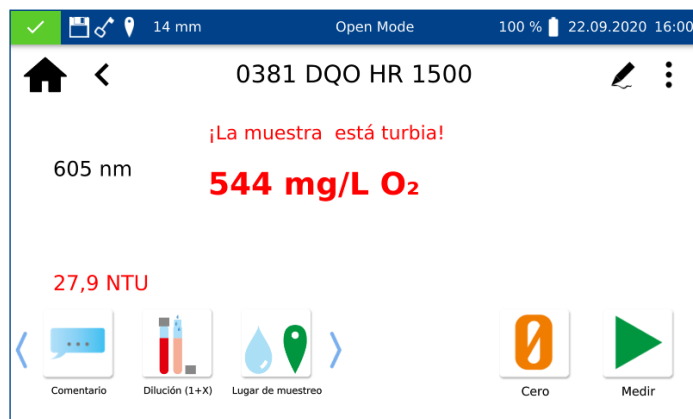 14 mm Open Mode 100 % 22.09.2020 16:00
0381 DQO HR 1500
¡La muestra está turbia!
605 nm
544 mg/L O₂
27,9 NTU
Comentario Dilución (1+X) Lugar de muestreo Cero Medir